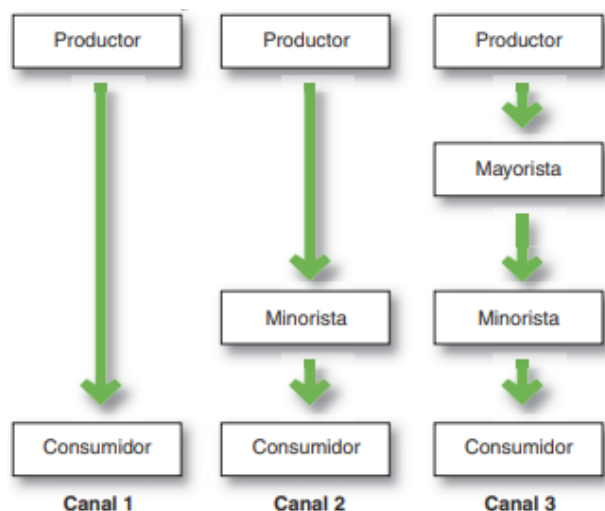 Productor
Productor
Productor
Mayorista
Minorista
Minorista
Consumidor
Consumidor
Consumidor
Canal 1
Canal 2
Canal 3